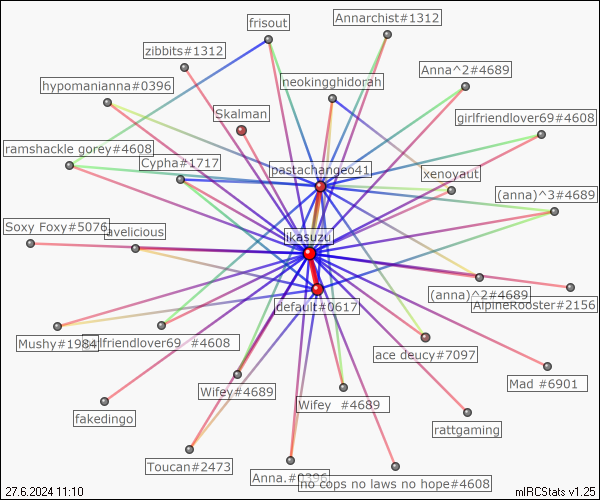 frisout
Annarchist#1312
zibbits#1312
Anna^2#4689
neokingghidorah
hypomanianna#0396
Skalman
girlfriendlover69#4608
ramshackle gorey#4608
Cypha#1717
pastachangeo41
xenoyaut
(anna)^3#4689
Soxy Foxy#5076
avelicious
ikasuzu
(anna)^2#4689
AlpineRooster#2156
default#0617
Mushy#1984
girlfriendlover69 #4608
ace deucy#7097
Mad #6901
Wifey#4689
Wifey #4689
fakedingo
rattgaming
Toucan#2473
Anna.#0396
no cops no laws no hope#4608
27.6.2024 11:10
mIRCStats v1.25